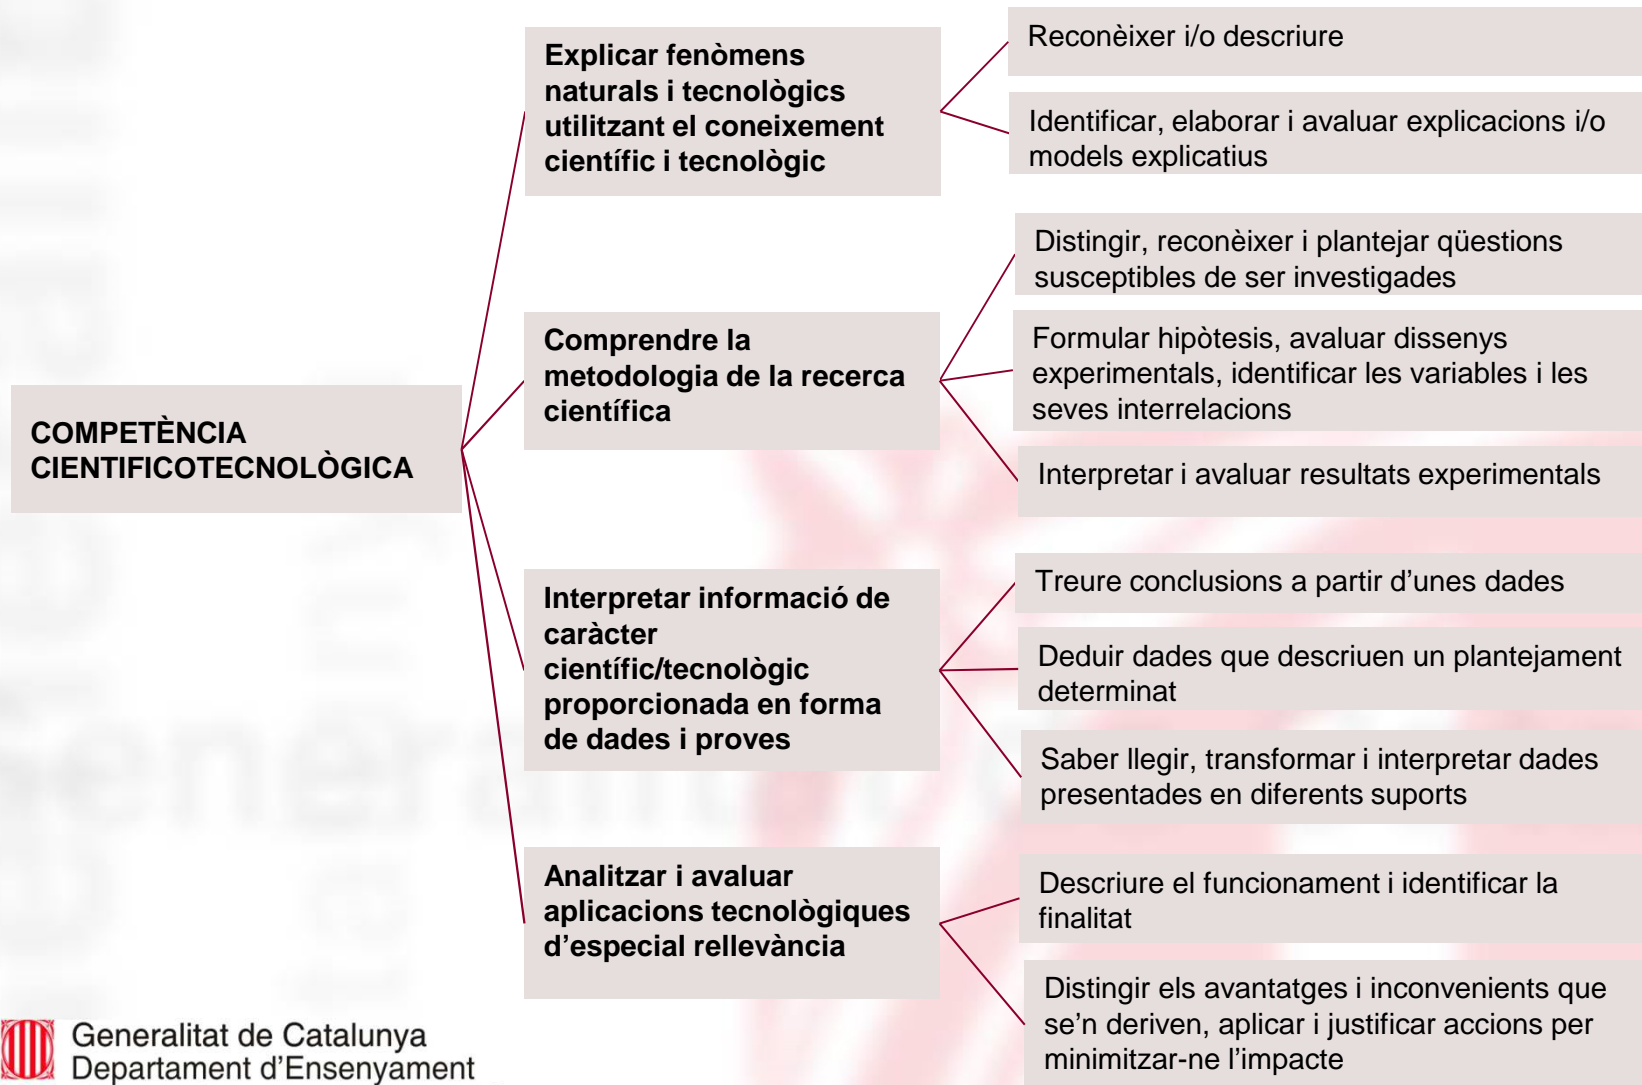 COMPETÈNCIA
CIENTIFICOTECNOLÒGICA
Explicar fenòmens
naturals i tecnològics
utilitzant el coneixement
científic i tecnològic
Reconèixer i/o descriure
Identificar, elaborar i avaluar explicacions i/o
models explicatius
Comprendre la
metodologia de la recerca
científica
Distingir, reconèixer i plantejar qüestions
susceptibles de ser investigades
Formular hipòtesis, avaluar dissenys
experimentals, identificar les variables i les
seves interrelacions
Interpretar i avaluar resultats experimentals
Interpretar informació de
caràcter
científic/tecnològic
proporcionada en forma
de dades i proves
Treure conclusions a partir d’unes dades
Deduir dades que descriuen un plantejament
determinat
Saber llegir, transformar i interpretar dades
presentades en diferents suports
Analitzar i avaluar
aplicacions tecnològiques
d’especial rellevància
Descriure el funcionament i identificar la
finalitat
Distingir els avantatges i inconvenients que
se’n deriven, aplicar i justificar accions per
minimitzar-ne l’impacte
Generalitat de Catalunya
Departament d’Ensenyament